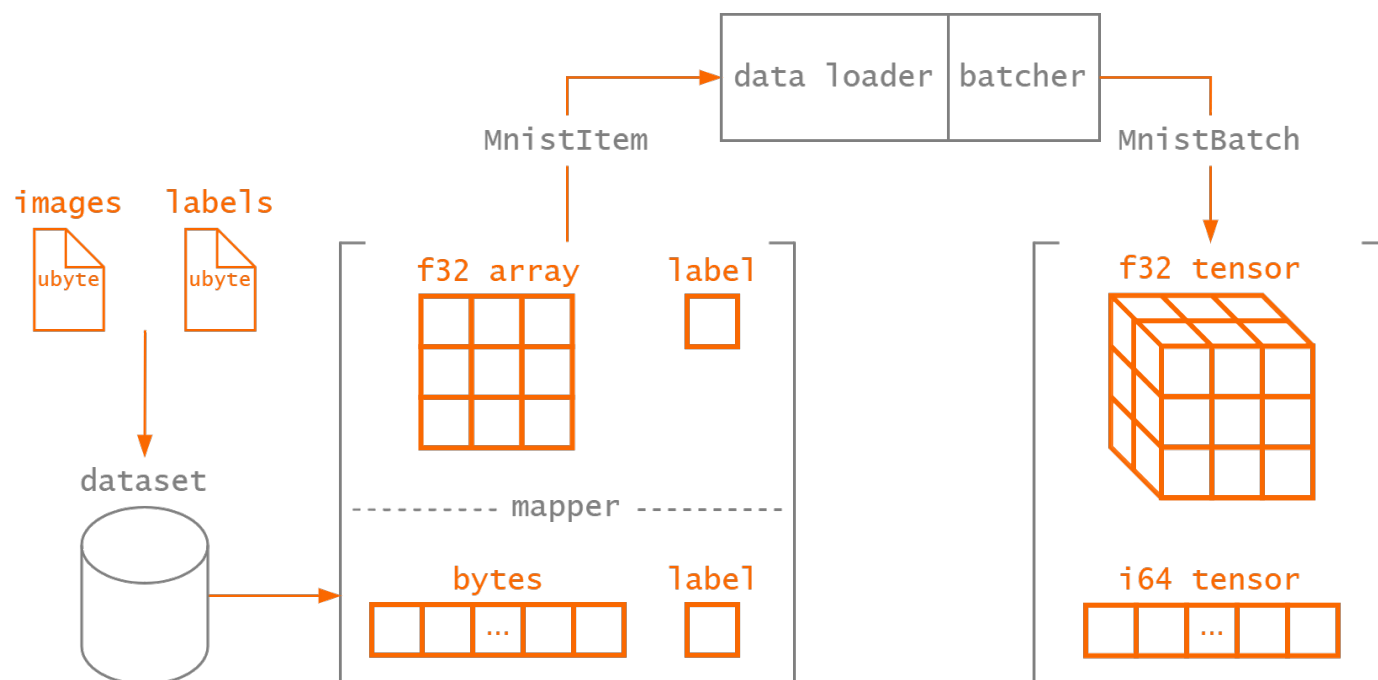 data loader
batcher
MnistItem
MnistBatch
images
labels
ubyte
ubyte
f32 array
label
f32 tensor
dataset
---------- mapper ----------
bytes
label
i64 tensor
...
...